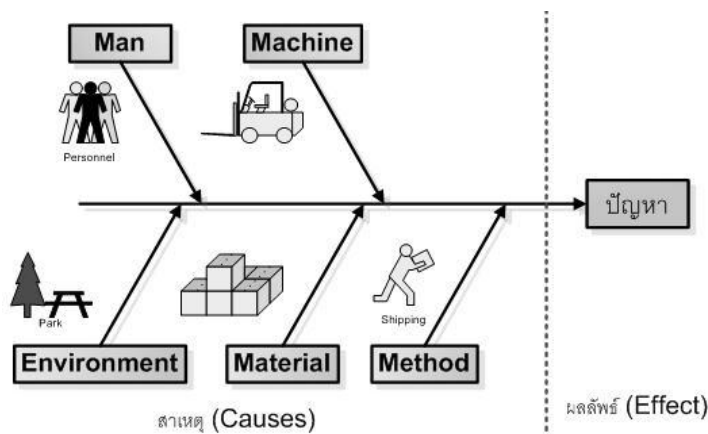 Man
Machine
Personnel
ปัญหา
Park
Shipping
Environment
Material
Method
สาเหตุ (Causes)
ผลลัพธ์ (Effect)